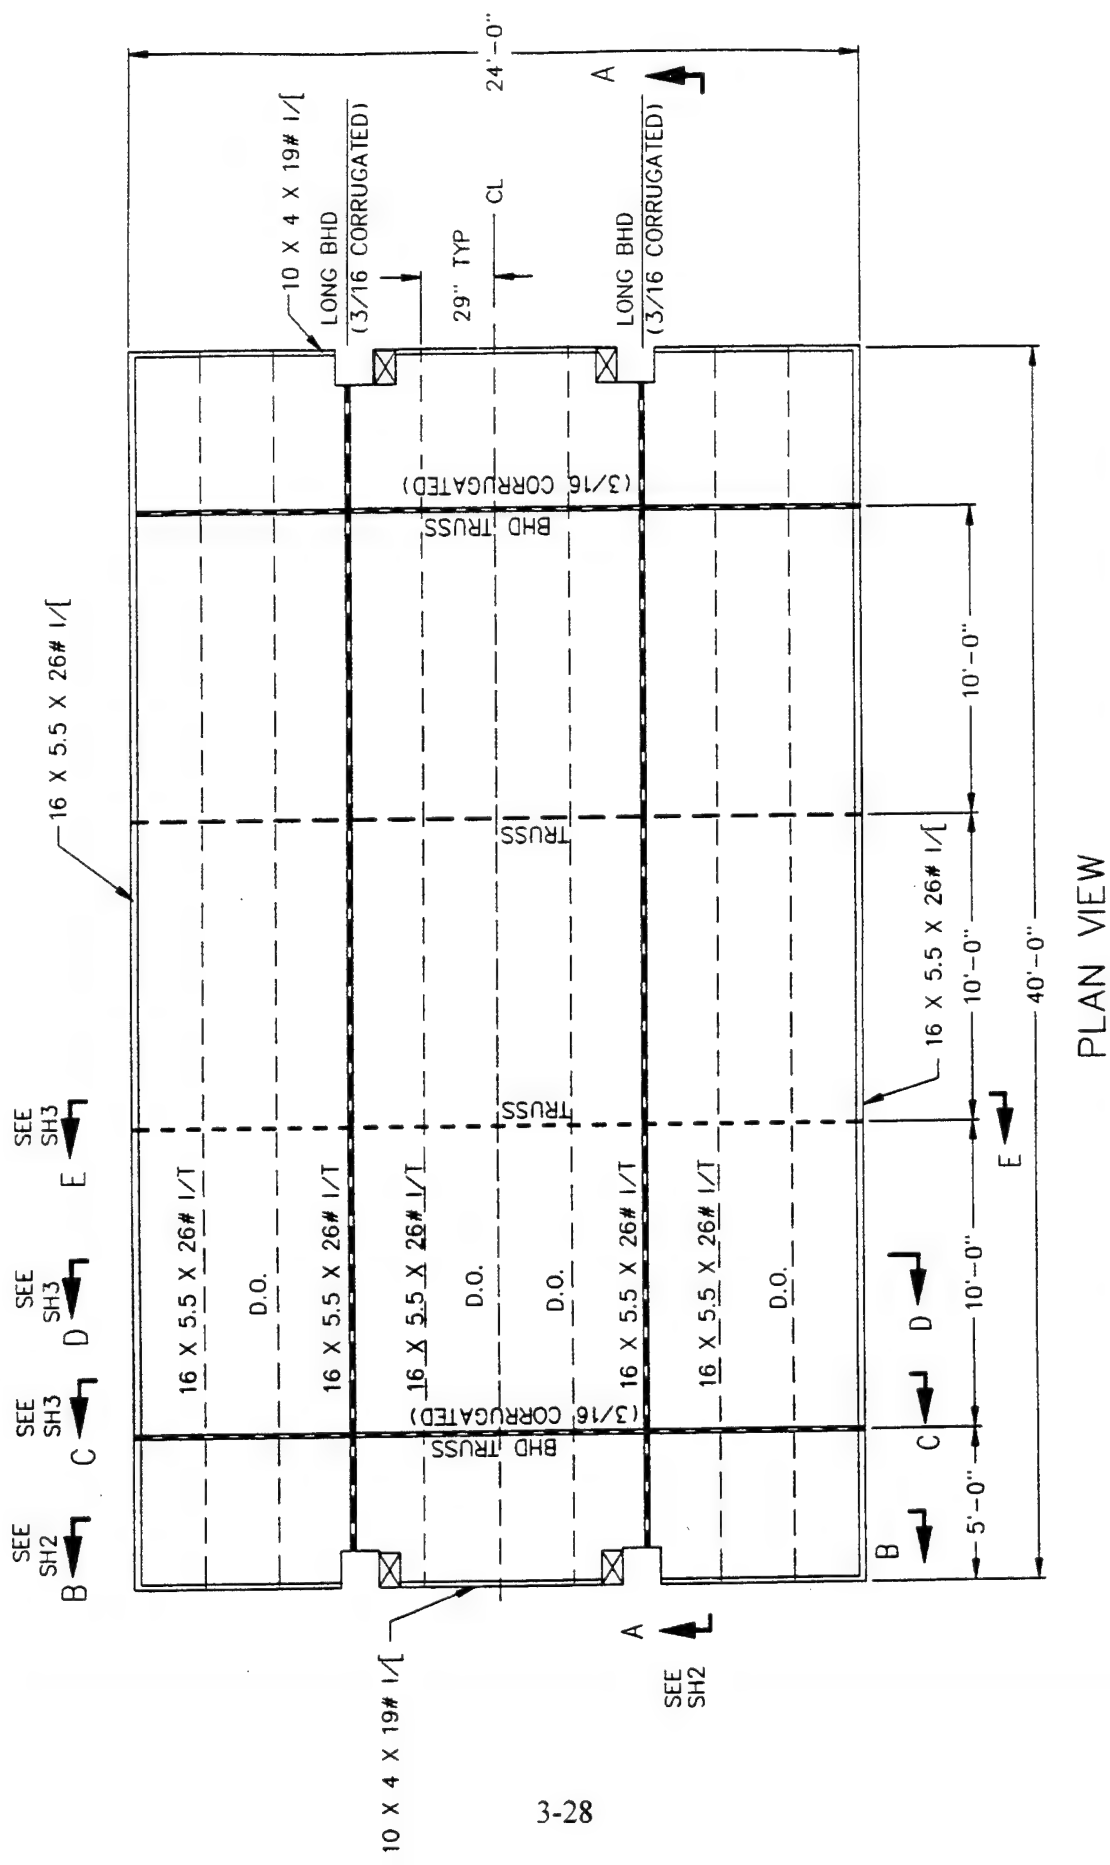 SEE
SH2
B
SEE
SH3
C
SEE
SH3
D
SEE
SH3
E
16 X 5.5 X 26# I/[
10 X 4 X 19# I/[
16 X 5.5 X 26# I/T
D.O.
16 X 5.5 X 26# I/T
16 X 5.5 X 26# I/T
D.O.
D.O.
16 X 5.5 X 26# I/T
16 X 5.5 X 26# I/T
D.O.
BHD TRUSS
(3/16 CORRUGATED)
TRUSS
TRUSS
BHD TRUSS
(3/16 CORRUGATED)
10 X 4 X 19# I/[
LONG BHD
(3/16 CORRUGATED)
29" TYP
CL
24'-0"
LONG BHD
(3/16 CORRUGATED)
A
SEE
SH2
A
B
C
D
E
16 X 5.5 X 26# I/[
5'-0"
10'-0"
10'-0"
10'-0"
40'-0"
PLAN VIEW
3-28